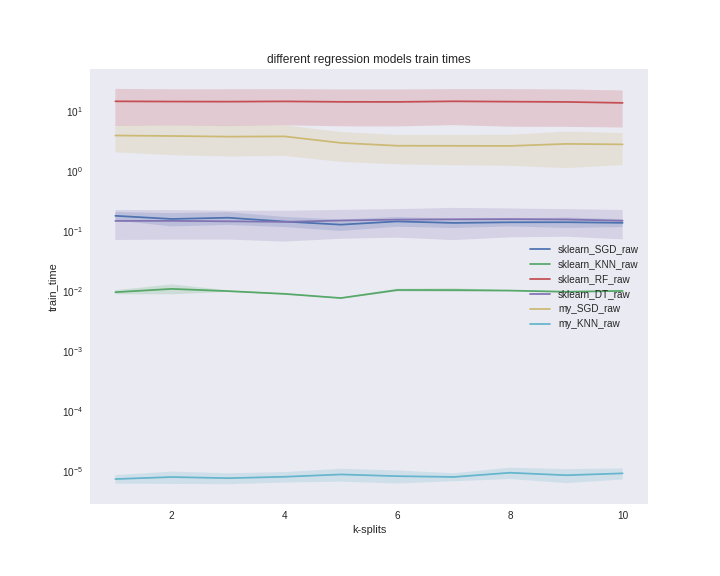 different regression models train times
train_time
10¹
10⁰
10⁻¹
10⁻²
10⁻³
10⁻⁴
10⁻⁵
sklearn_SGD_raw
sklearn_KNN_raw
sklearn_RF_raw
sklearn_DT_raw
my_SGD_raw
my_KNN_raw
2 4 6 8 10
k-splits